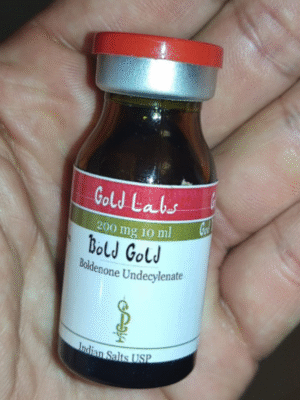 Gold Labs
200 mg 10 ml
Bold Gold
Boldenone Undecylenate
Indian Salts USP